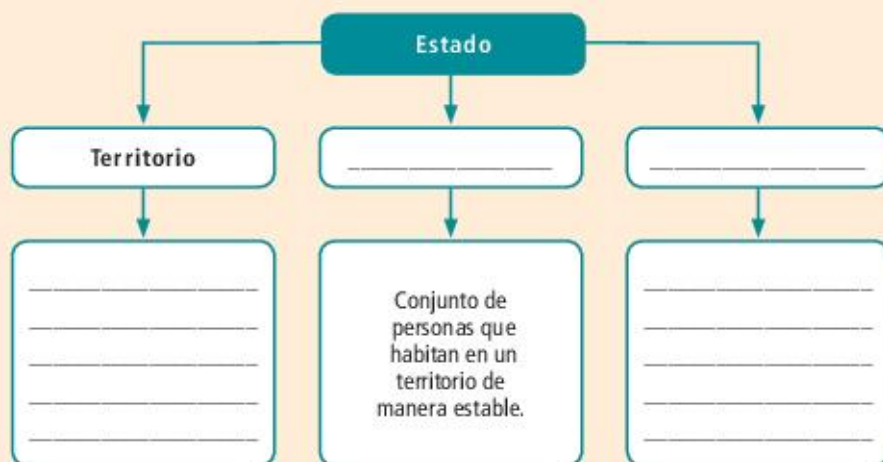 Estado
Territorio
Conjunto de
personas que
habitan en un
territorio de
manera estable.